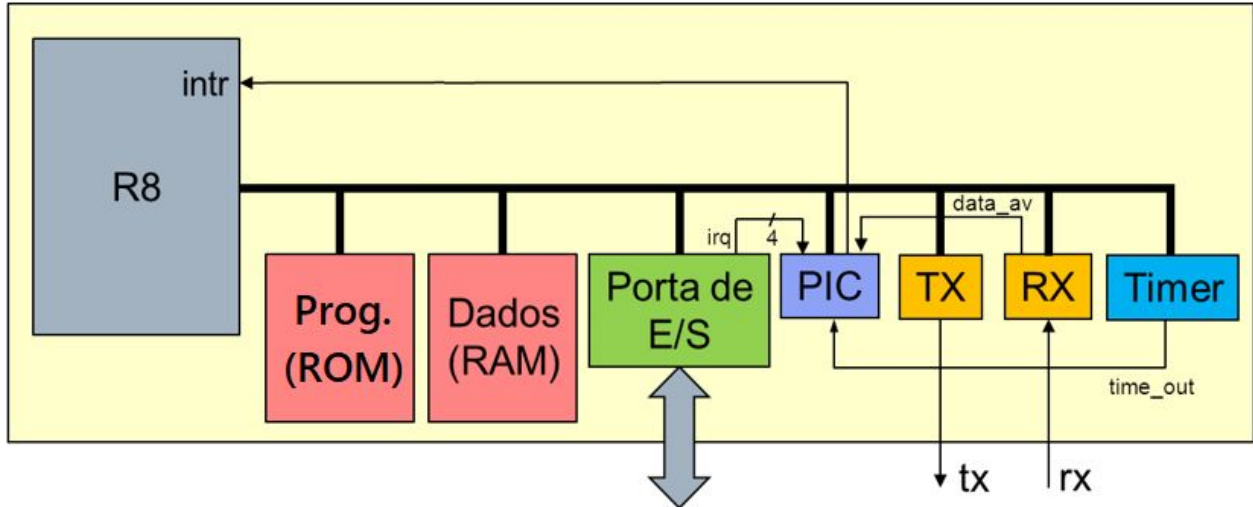 intr
R8
data_av
irq
4
Prog.
(ROM)
Dados
(RAM)
Porta de
E/S
PIC
TX
RX
Timer
time_out
tx
rx